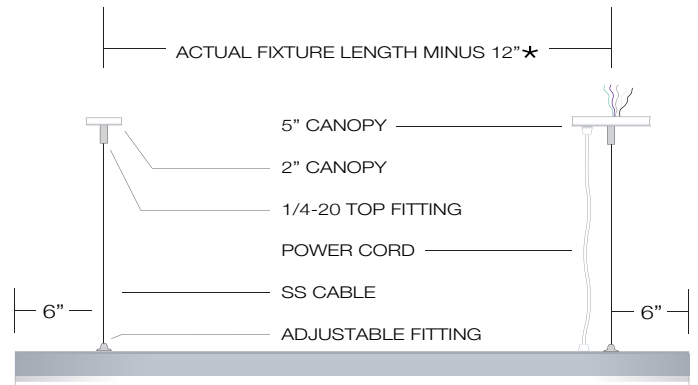 ACTUAL FIXTURE LENGTH MINUS 12”*
5” CANOPY
2” CANOPY
1/4-20 TOP FITTING
POWER CORD
SS CABLE
6”
6”
ADJUSTABLE FITTING